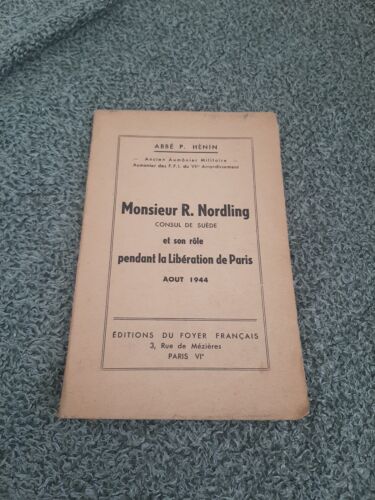 ABBÉ P. HÉNIN
— Ancien Aumônier Militaire —
Aumônier des F.F.I. du VIe Arrondissement
Monsieur R. Nordling
CONSUL DE SUÈDE
et son rôle
pendant la Libération de Paris
AOUT 1944
ÉDITIONS DU FOYER FRANÇAIS
3, Rue de Mézières
PARIS VIe